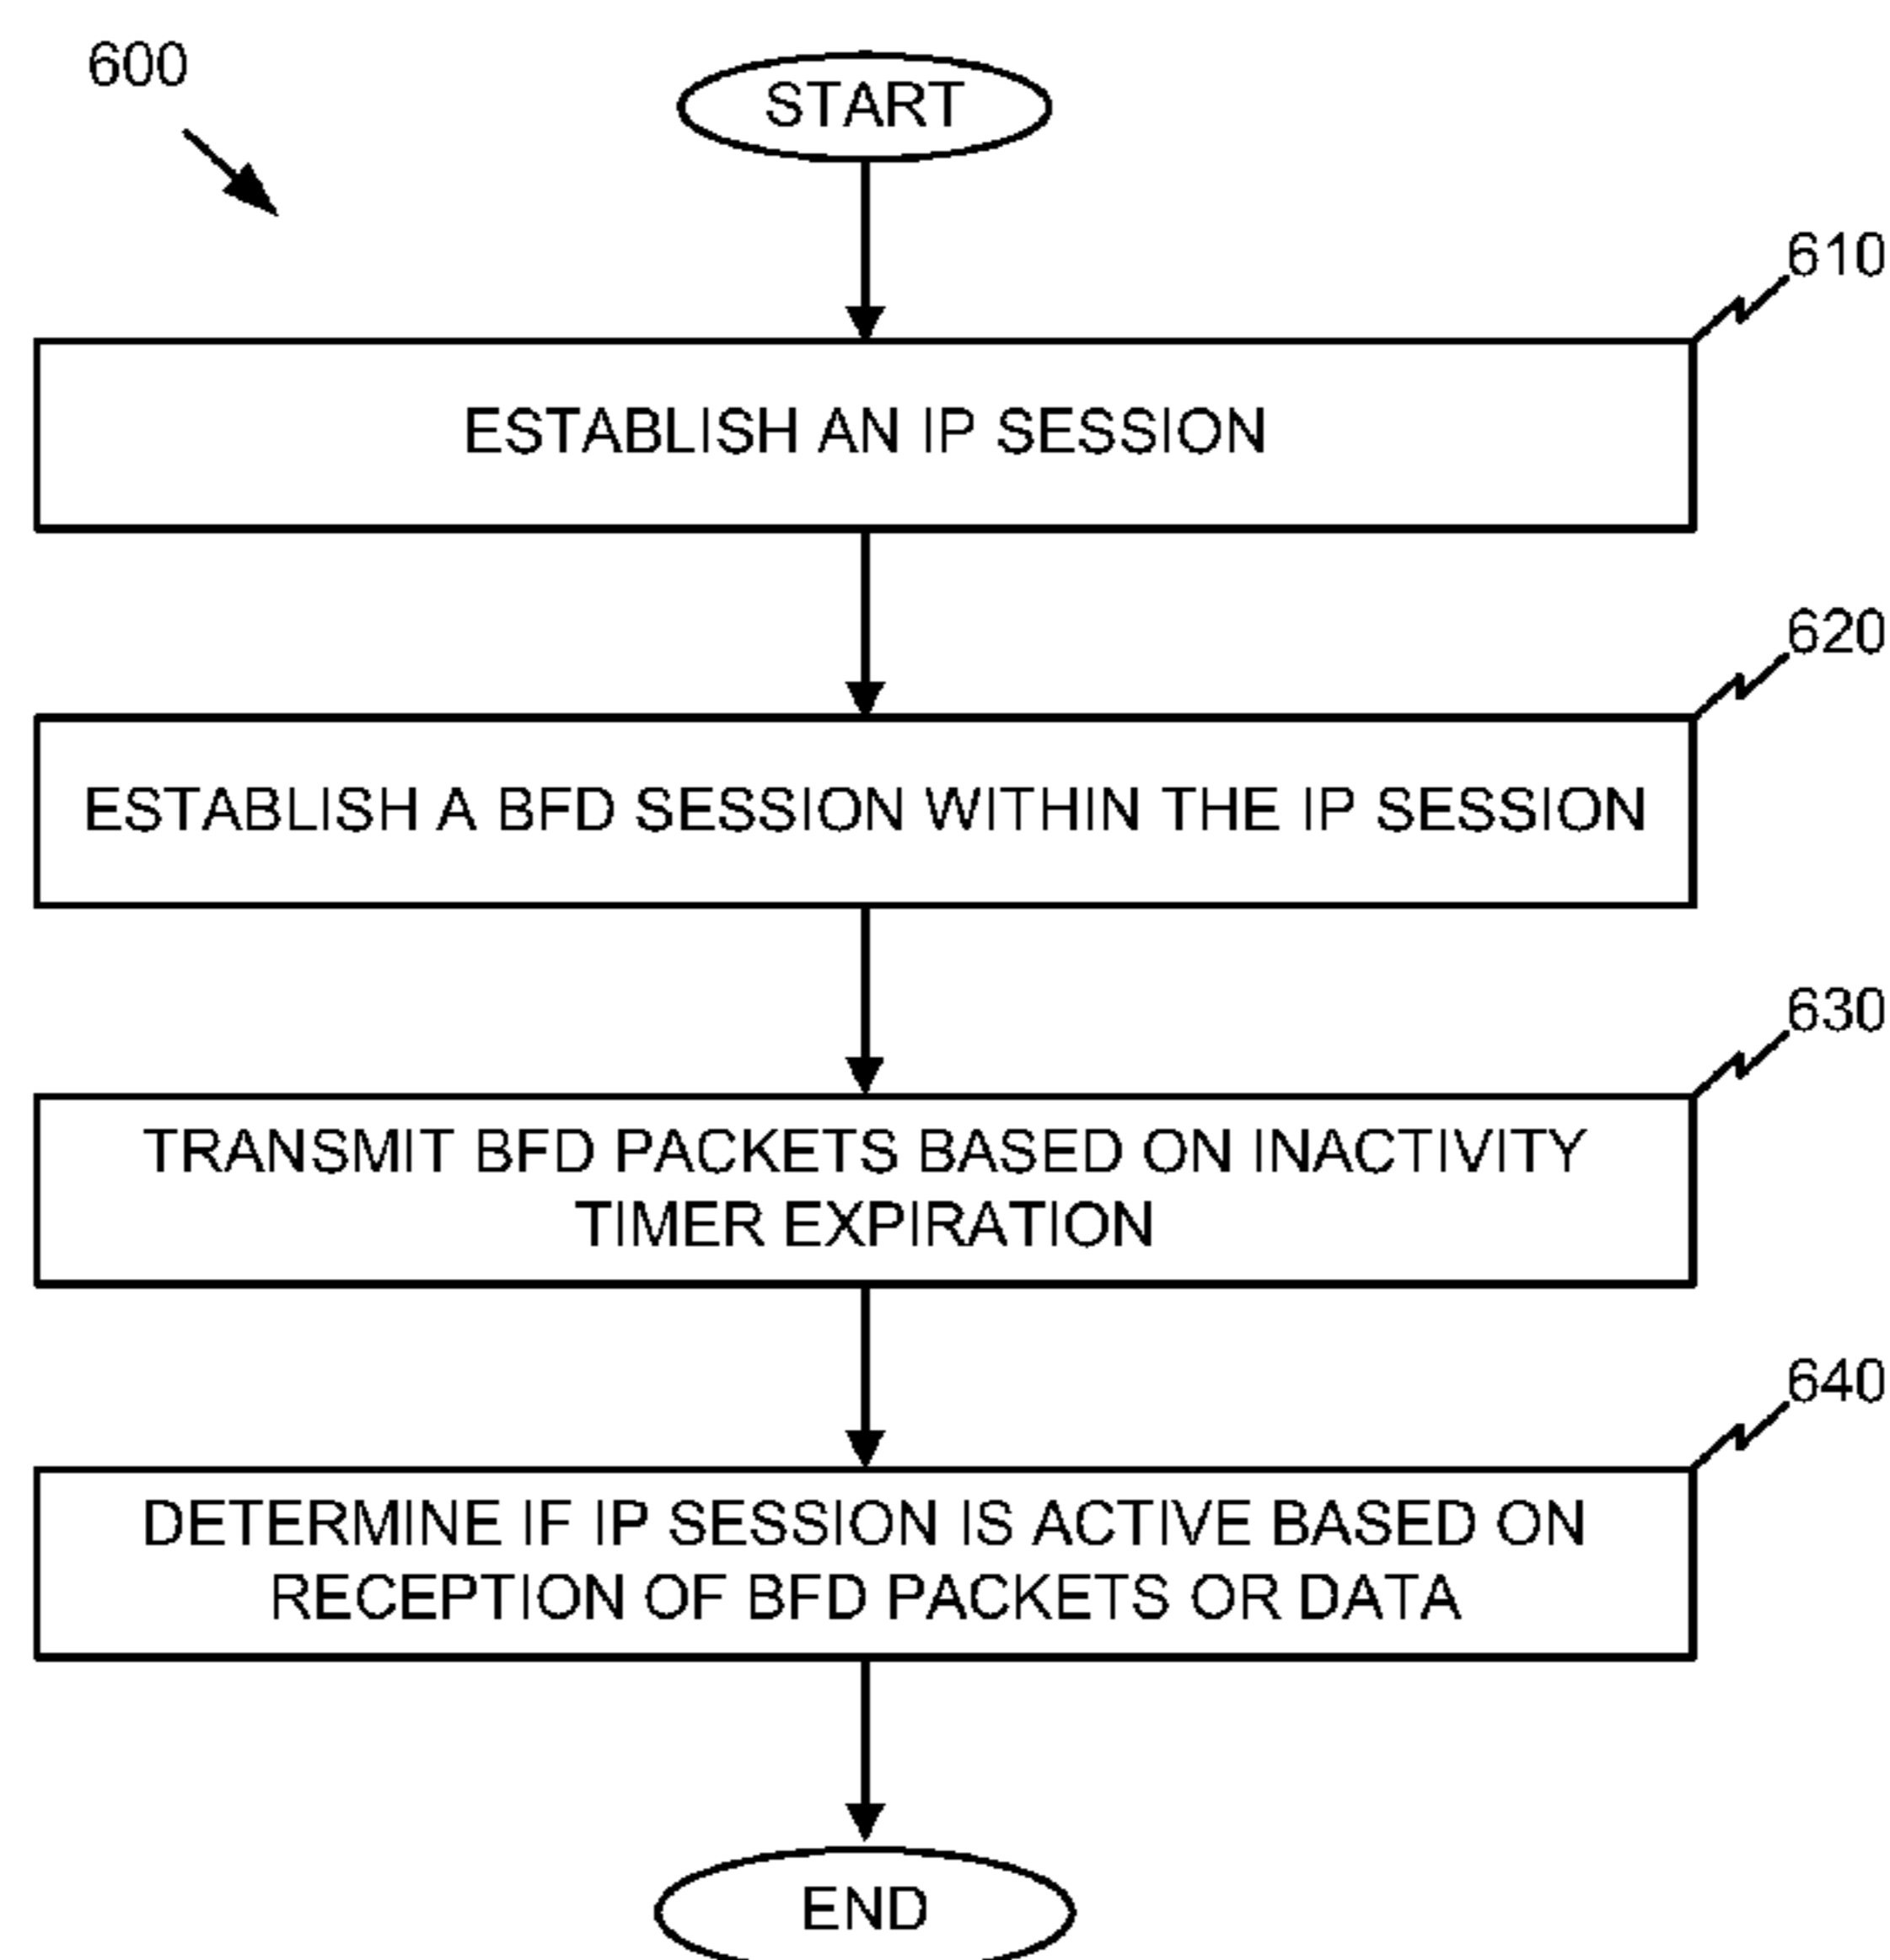 600
START
610
ESTABLISH AN IP SESSION
620
ESTABLISH A BFD SESSION WITHIN THE IP SESSION
630
TRANSMIT BFD PACKETS BASED ON INACTIVITY
TIMER EXPIRATION
640
DETERMINE IF IP SESSION IS ACTIVE BASED ON
RECEPTION OF BFD PACKETS OR DATA
END